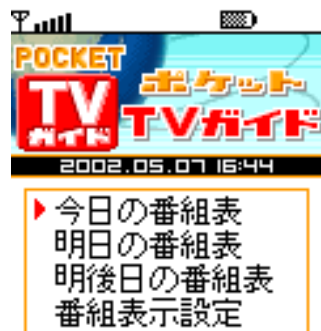 POCKET
TV
ガイド
ポケット
TVガイド
2002.05.07 16:44
今日の番組表
明日の番組表
明後日の番組表
番組表示設定